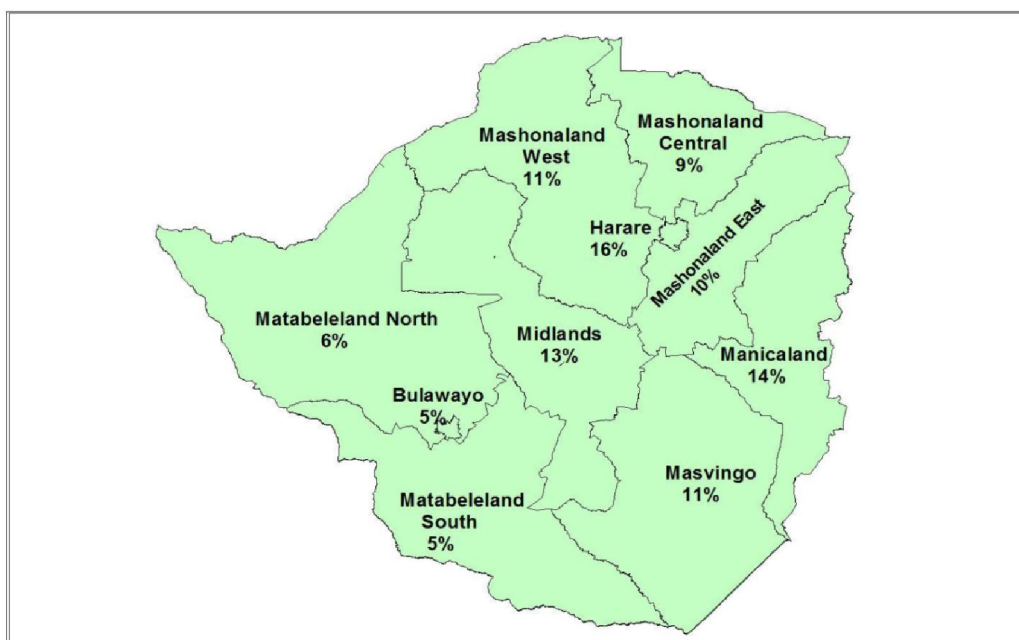 Mashonaland
Central
9%
Mashonaland
West
11%
Harare
16%
Mashonaland East
10%
Matabeleland North
6%
Midlands
13%
Manicaland
14%
Bulawayo
5%
Masvingo
11%
Matabeleland
South
5%